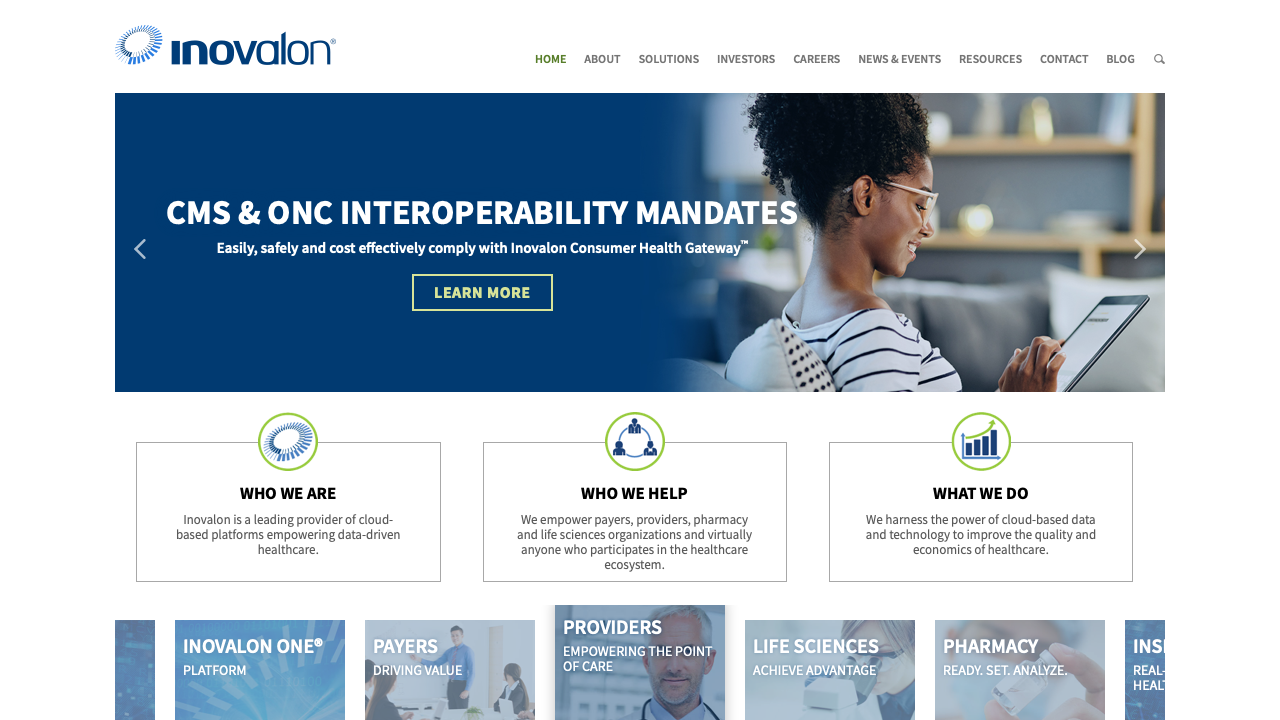 inovalon®
HOME ABOUT SOLUTIONS INVESTORS CAREERS NEWS & EVENTS RESOURCES CONTACT BLOG
CMS & ONC INTEROPERABILITY MANDATES
Easily, safely and cost effectively comply with Inovalon Consumer Health Gateway™
LEARN MORE
WHO WE ARE
Inovalon is a leading provider of cloud-
based platforms empowering data-driven
healthcare.
WHO WE HELP
We empower payers, providers, pharmacy
and life sciences organizations and virtually
anyone who participates in the healthcare
ecosystem.
WHAT WE DO
We harness the power of cloud-based data
and technology to improve the quality and
economics of healthcare.
INOVALON ONE®
PLATFORM
PAYERS
DRIVING VALUE
PROVIDERS
EMPOWERING THE POINT
OF CARE
LIFE SCIENCES
ACHIEVE ADVANTAGE
PHARMACY
READY. SET. ANALYZE.
INSI
REAL-
HEALT